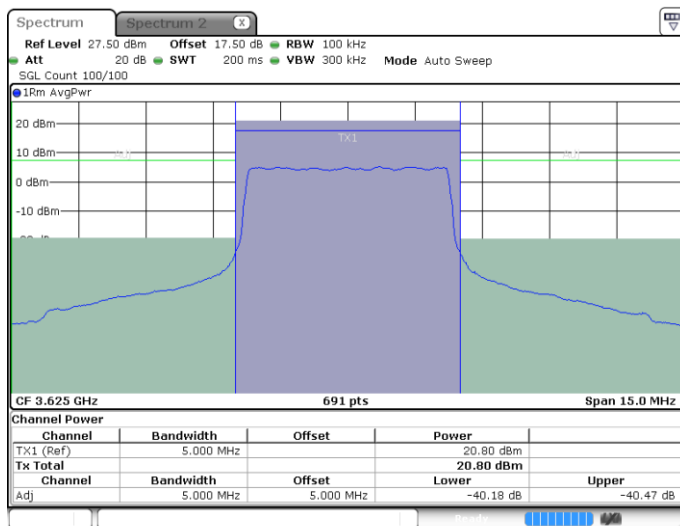 Spectrum Spectrum 2 X
Ref Level 27.50 dBm Offset 17.50 dB RBW 100 kHz
Att 20 dB SWT 200 ms VBW 300 kHz Mode Auto Sweep
SGL Count 100/100
1Rm AvgPwr
20 dBm
TX1
10 dBm
Adj Adj
0 dBm
-10 dBm
CF 3.625 GHz 691 pts Span 15.0 MHz
Channel Power
Channel Bandwidth Offset Power
TX1 (Ref) 5.000 MHz 20.80 dBm
Tx Total 20.80 dBm
Channel Bandwidth Offset Lower Upper
Adj 5.000 MHz 5.000 MHz -40.18 dB -40.47 dB
Ready